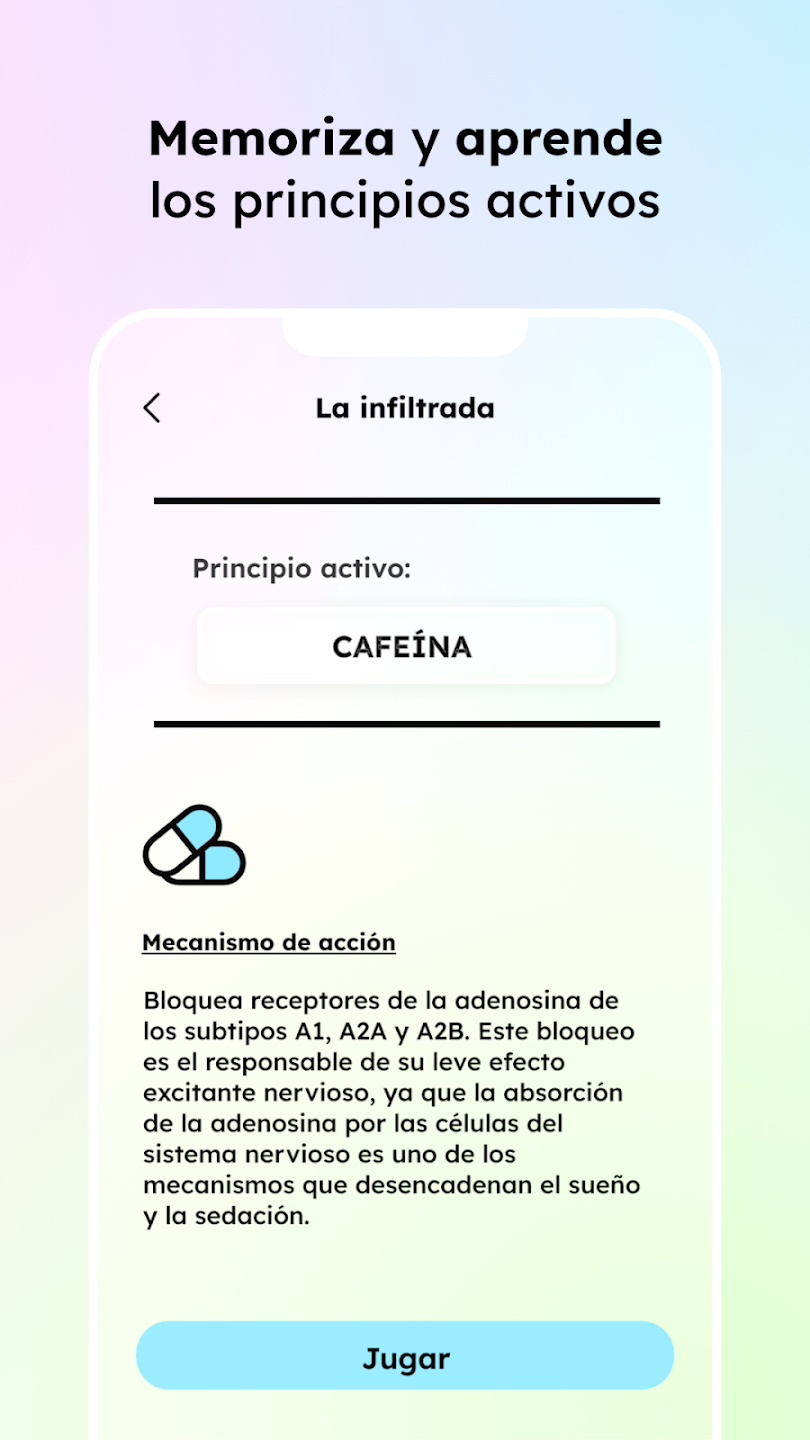 Memoriza y aprende
los principios activos
La infiltrada
Principio activo:
CAFEÍNA
Mecanismo de acción
Bloquea receptores de la adenosina de
los subtipos A1, A2A y A2B. Este bloqueo
es el responsable de su leve efecto
excitante nervioso, ya que la absorción
de la adenosina por las células del
sistema nervioso es uno de los
mecanismos que desencadenan el sueño
y la sedación.
Jugar